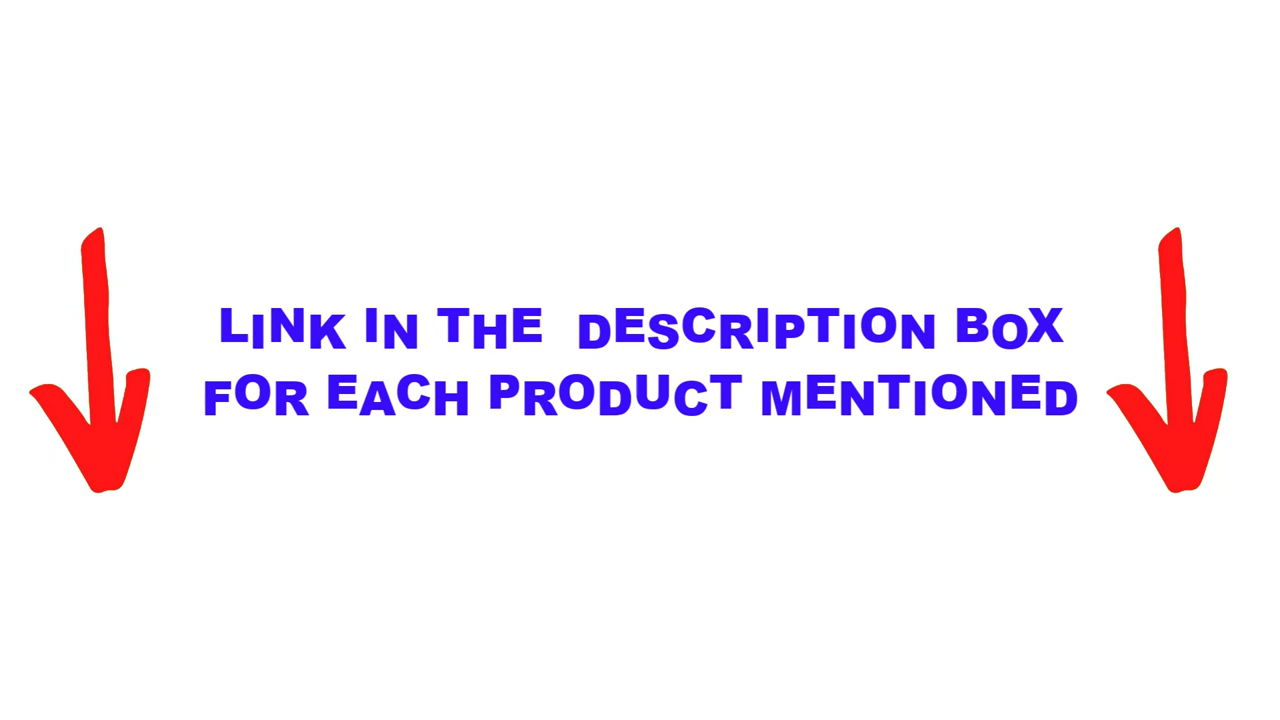 LINK IN THE DESCRIPTION BOX
FOR EACH PRODUCT MENTIONED